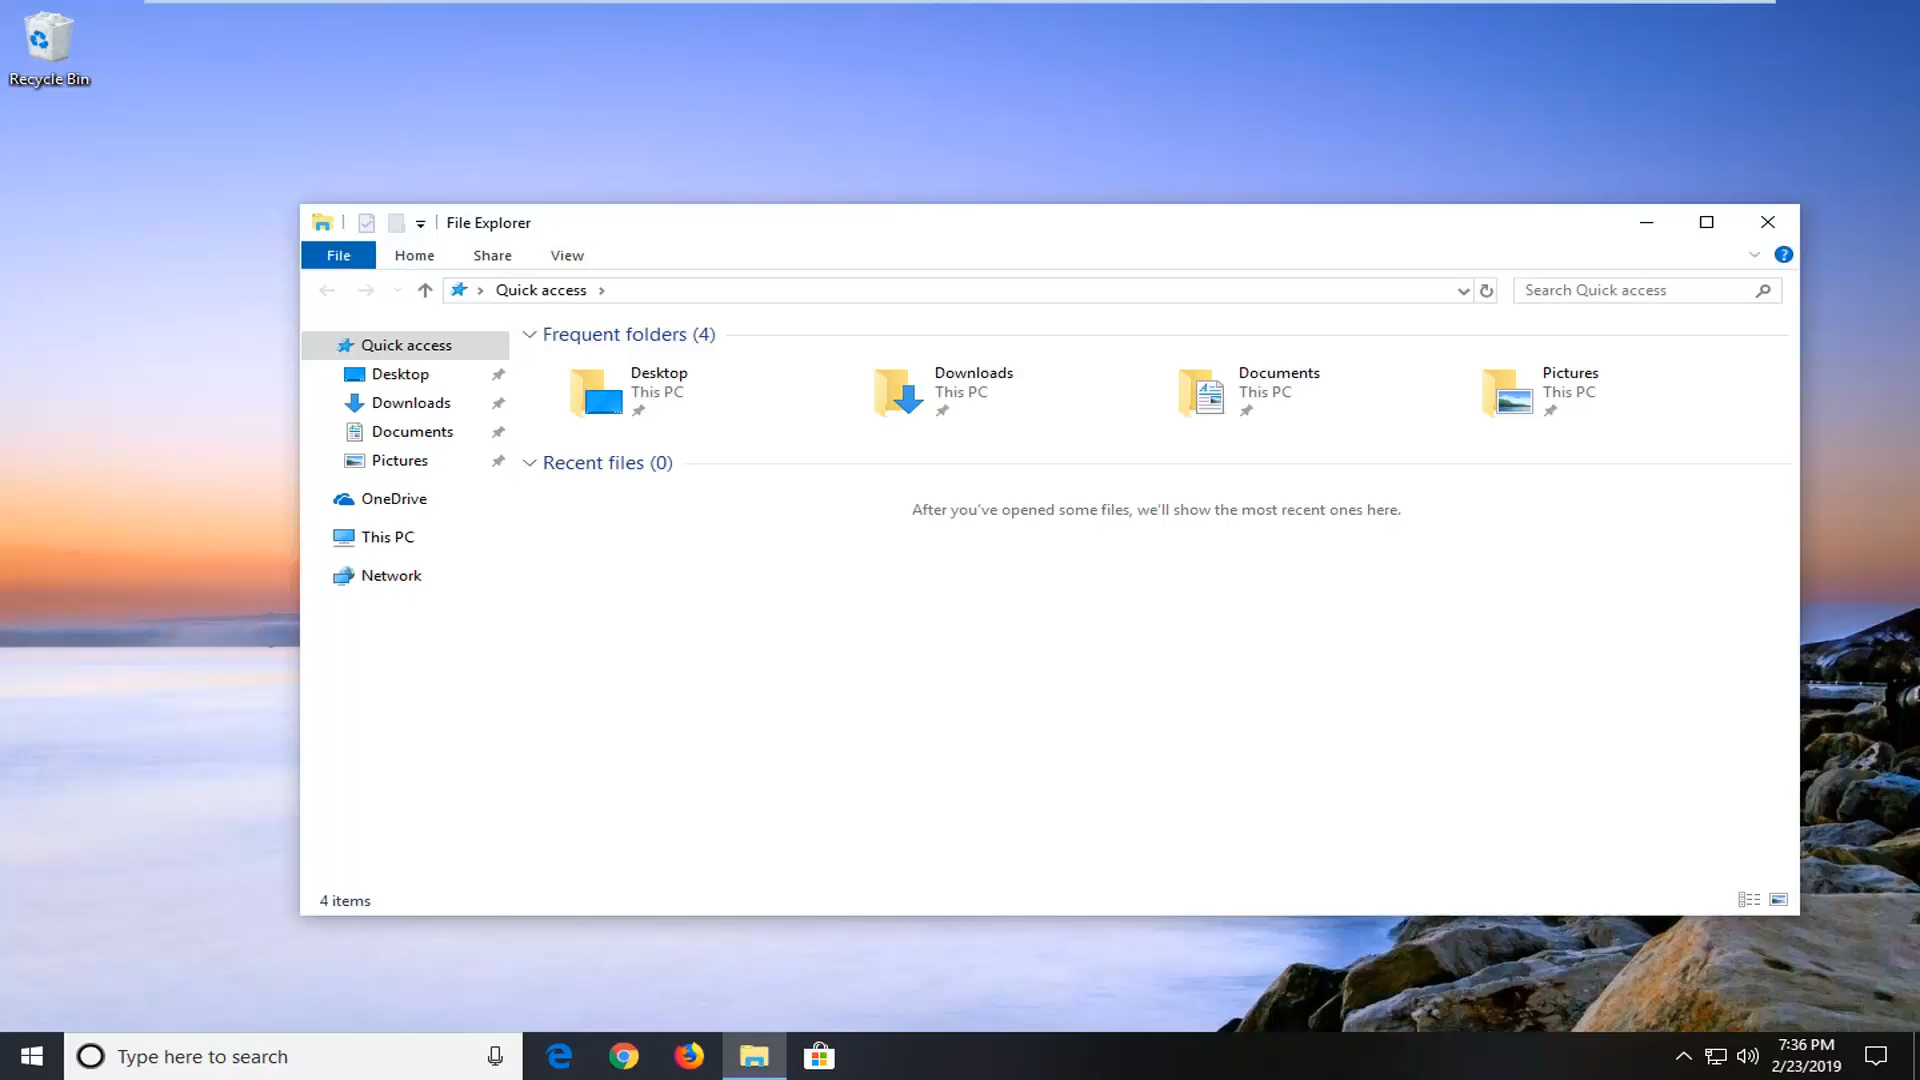 Recycle Bin
File Explorer
File Home Share View
Quick access
Search Quick access
Quick access
Desktop
Downloads
Documents
Pictures
OneDrive
This PC
Network
Frequent folders (4)
Desktop
This PC
Downloads
This PC
Documents
This PC
Pictures
This PC
Recent files (0)
After you've opened some files, we'll show the most recent ones here.
4 items
Type here to search
7:36 PM
2/23/2019